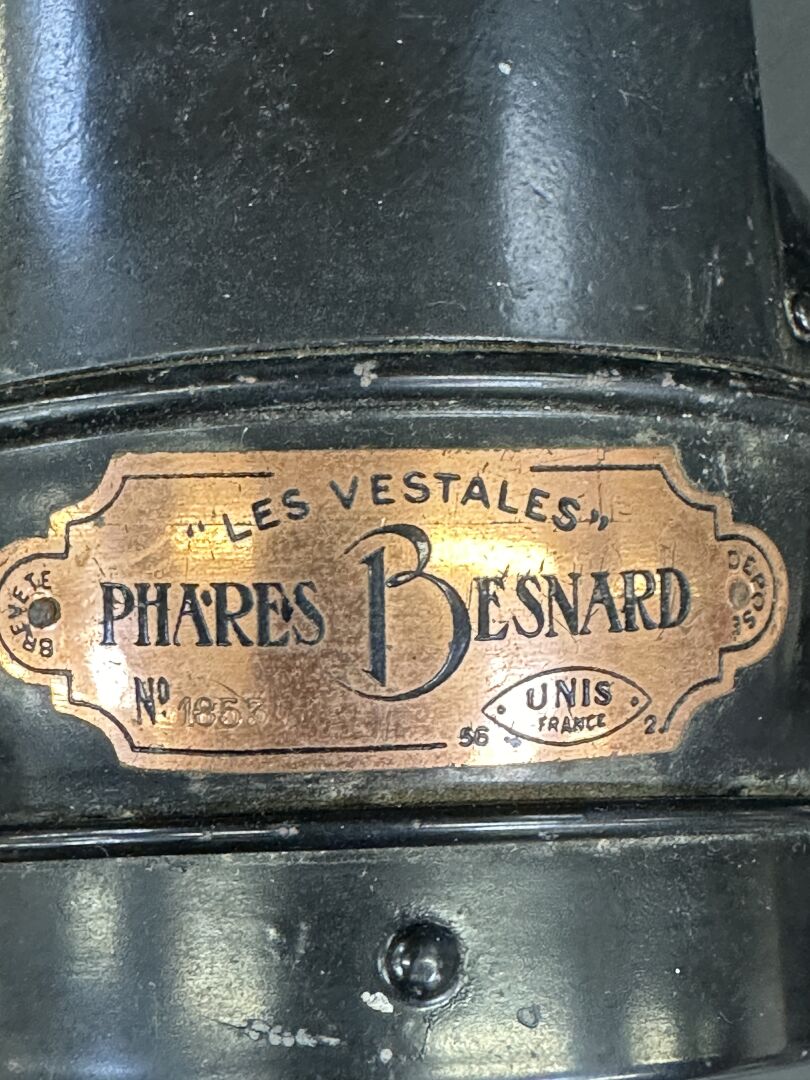 "LES VESTALES"
BREVETÉ
PHARES BESNARD
DÉPOSÉ
No 1853
UNIS
FRANCE
56
2